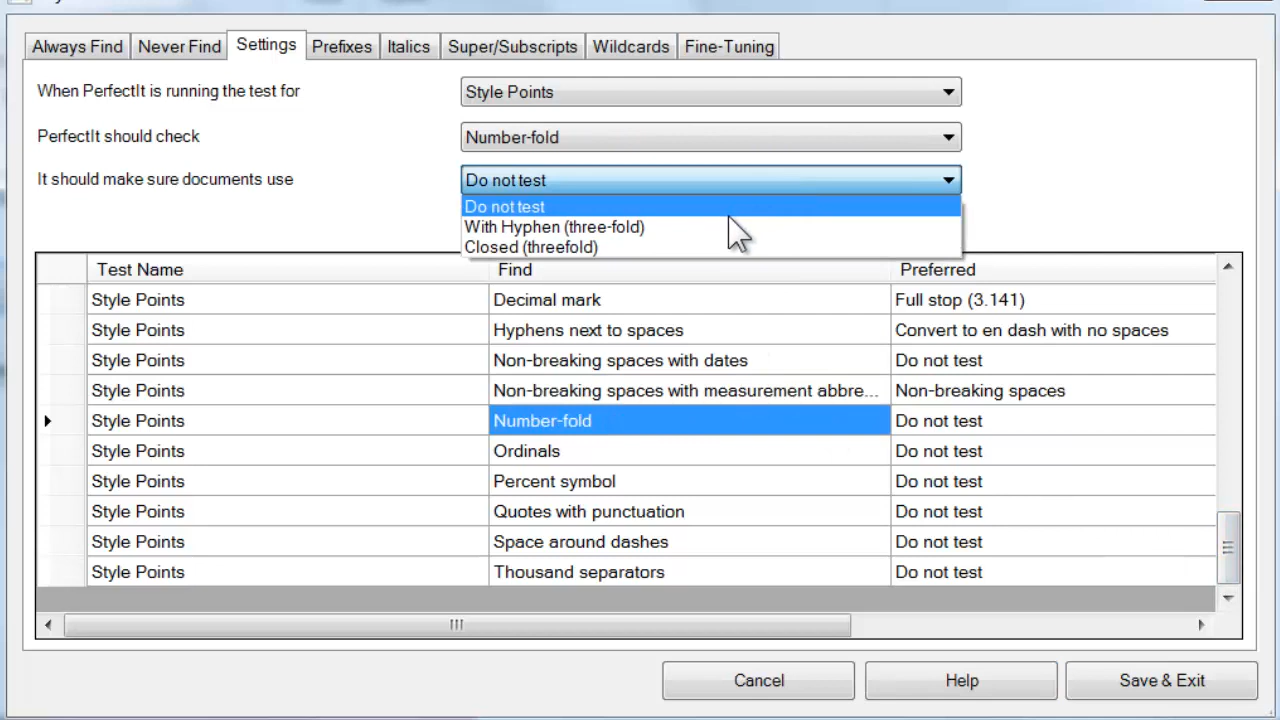 Always Find Never Find Settings Prefixes Italics Super/Subscripts Wildcards Fine-Tuning
When PerfectIt is running the test for Style Points
PerfectIt should check Number-fold
It should make sure documents use Do not test
Do not test
With Hyphen (three-fold)
Closed (threefold)
Test Name Find Preferred
Style Points Decimal mark Full stop (3.141)
Style Points Hyphens next to spaces Convert to en dash with no spaces
Style Points Non-breaking spaces with dates Do not test
Style Points Non-breaking spaces with measurement abbre... Non-breaking spaces
Style Points Number-fold Do not test
Style Points Ordinals Do not test
Style Points Percent symbol Do not test
Style Points Quotes with punctuation Do not test
Style Points Space around dashes Do not test
Style Points Thousand separators Do not test
Cancel Help Save & Exit